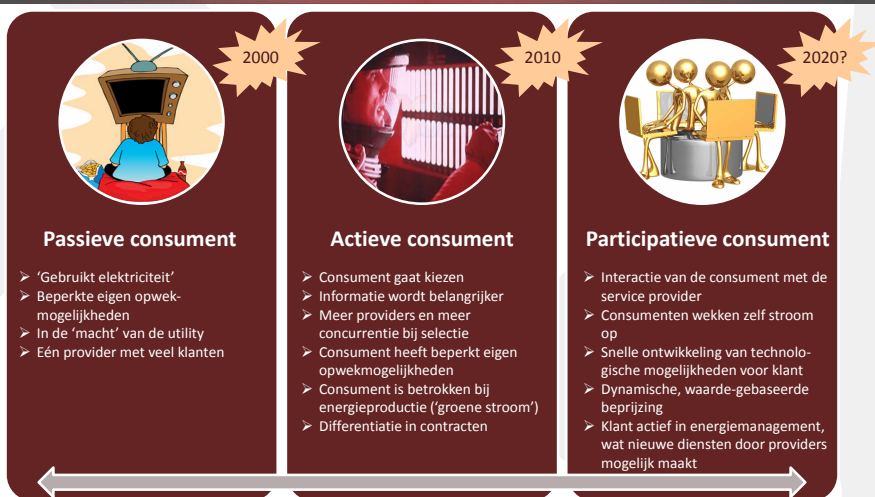 2000
Passieve consument
➢ ‘Gebruikt elektriciteit’
➢ Beperkte eigen opwek-
mogelijkheden
➢ In de ‘macht’ van de utility
➢ Eén provider met veel klanten
2010
Actieve consument
➢ Consument gaat kiezen
➢ Informatie wordt belangrijker
➢ Meer providers en meer
concurrentie bij selectie
➢ Consument heeft beperkt eigen
opwekmogelijkheden
➢ Consument is betrokken bij
energieproductie (‘groene stroom’)
➢ Differentiatie in contracten
2020?
Participatieve consument
➢ Interactie van de consument met de
service provider
➢ Consumenten wekken zelf stroom
op
➢ Snelle ontwikkeling van technolo-
gische mogelijkheden voor klant
➢ Dynamische, waarde-gebaseerde
beprijzing
➢ Klant actief in energiemanagement,
wat nieuwe diensten door providers
mogelijk maakt